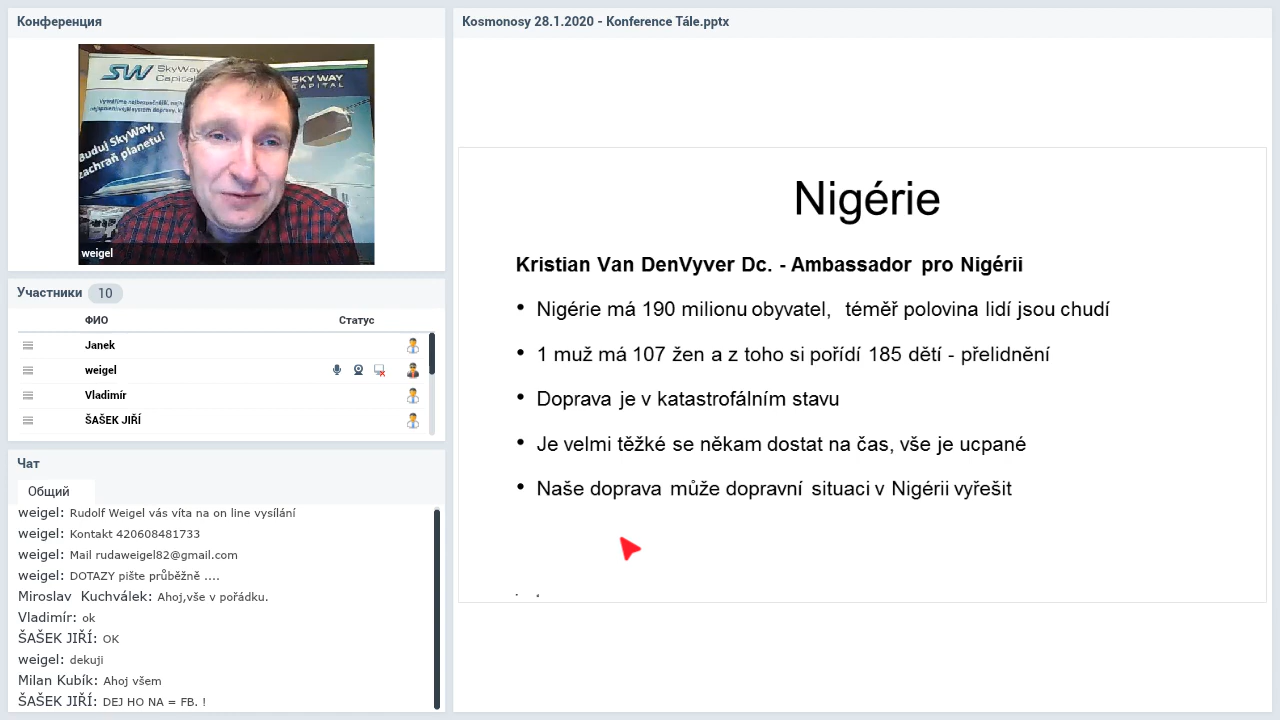 Конференция
SW SkyWay Capital
SKY WAY CAPITAL
Buduj SkyWay,
zachraň planetu!
weigel
Участники 10
ФИО Статус
Janek
weigel
Vladimír
ŠAŠEK JIŘÍ
Чат
Общий
weigel: Rudolf Weigel vás víta na on line vysílání
weigel: Kontakt 420608481733
weigel: Mail rudaweigel82@gmail.com
weigel: DOTAZY pište průběžně ....
Miroslav Kuchválek: Ahoj,vše v pořádku.
Vladimír: ok
ŠAŠEK JIŘÍ: OK
weigel: dekuji
Milan Kubík: Ahoj všem
ŠAŠEK JIŘÍ: DEJ HO NA = FB. !
Kosmonosy 28.1.2020 - Konference Tále.pptx
Nigérie
Kristian Van DenVyver Dc. - Ambassador pro Nigérii
• Nigérie má 190 milionu obyvatel, téměř polovina lidí jsou chudí
• 1 muž má 107 žen a z toho si pořídí 185 dětí - přelidnění
• Doprava je v katastrofálním stavu
• Je velmi těžké se někam dostat na čas, vše je ucpané
• Naše doprava může dopravní situaci v Nigérii vyřešit